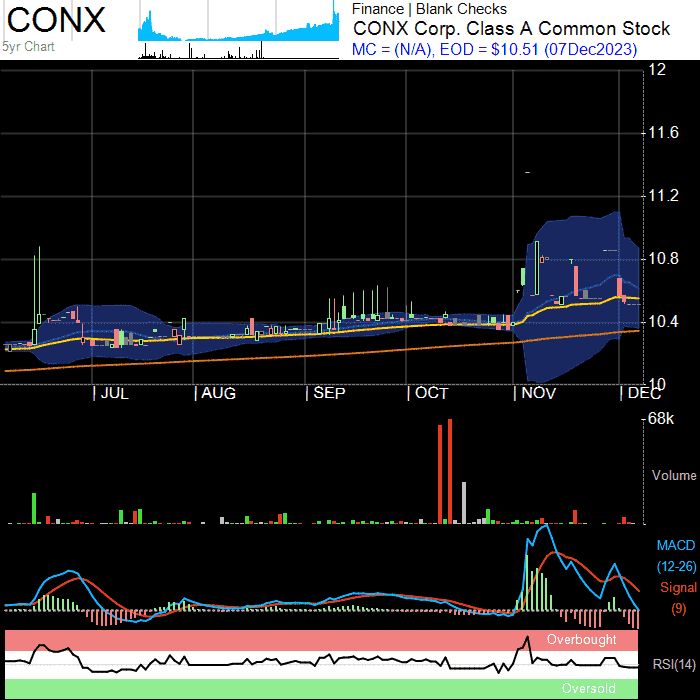 CONX
5yr Chart
Finance | Blank Checks
CONX Corp. Class A Common Stock
MC = (N/A), EOD = $10.51 (07Dec2023)
12
11.6
11.2
10.8
10.4
10
| JUL | AUG | SEP | OCT | NOV | DEC
68k
Volume
MACD
(12-26)
Signal
(9)
Overbought
RSI(14)
Oversold